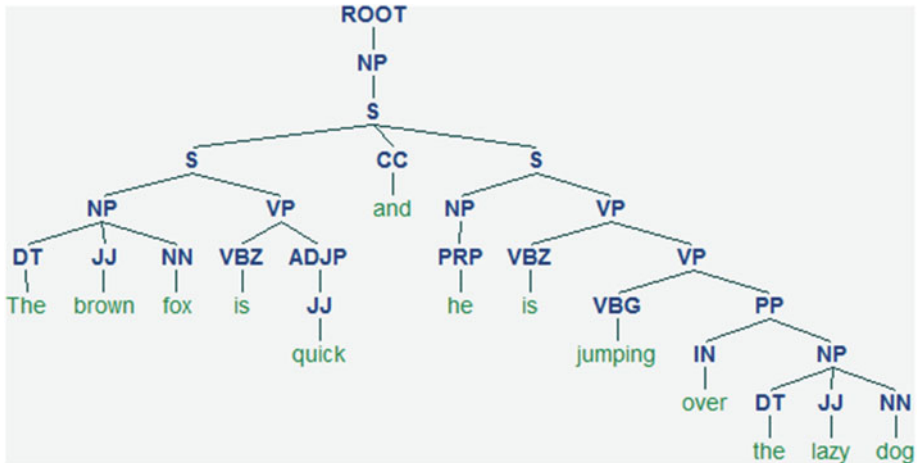 ROOT
NP
S
S CC S
NP VP and NP VP
DT JJ NN VBZ ADJP PRP VBZ VP
The brown fox is JJ he is VBG PP
quick jumping IN NP
over DT JJ NN
the lazy dog